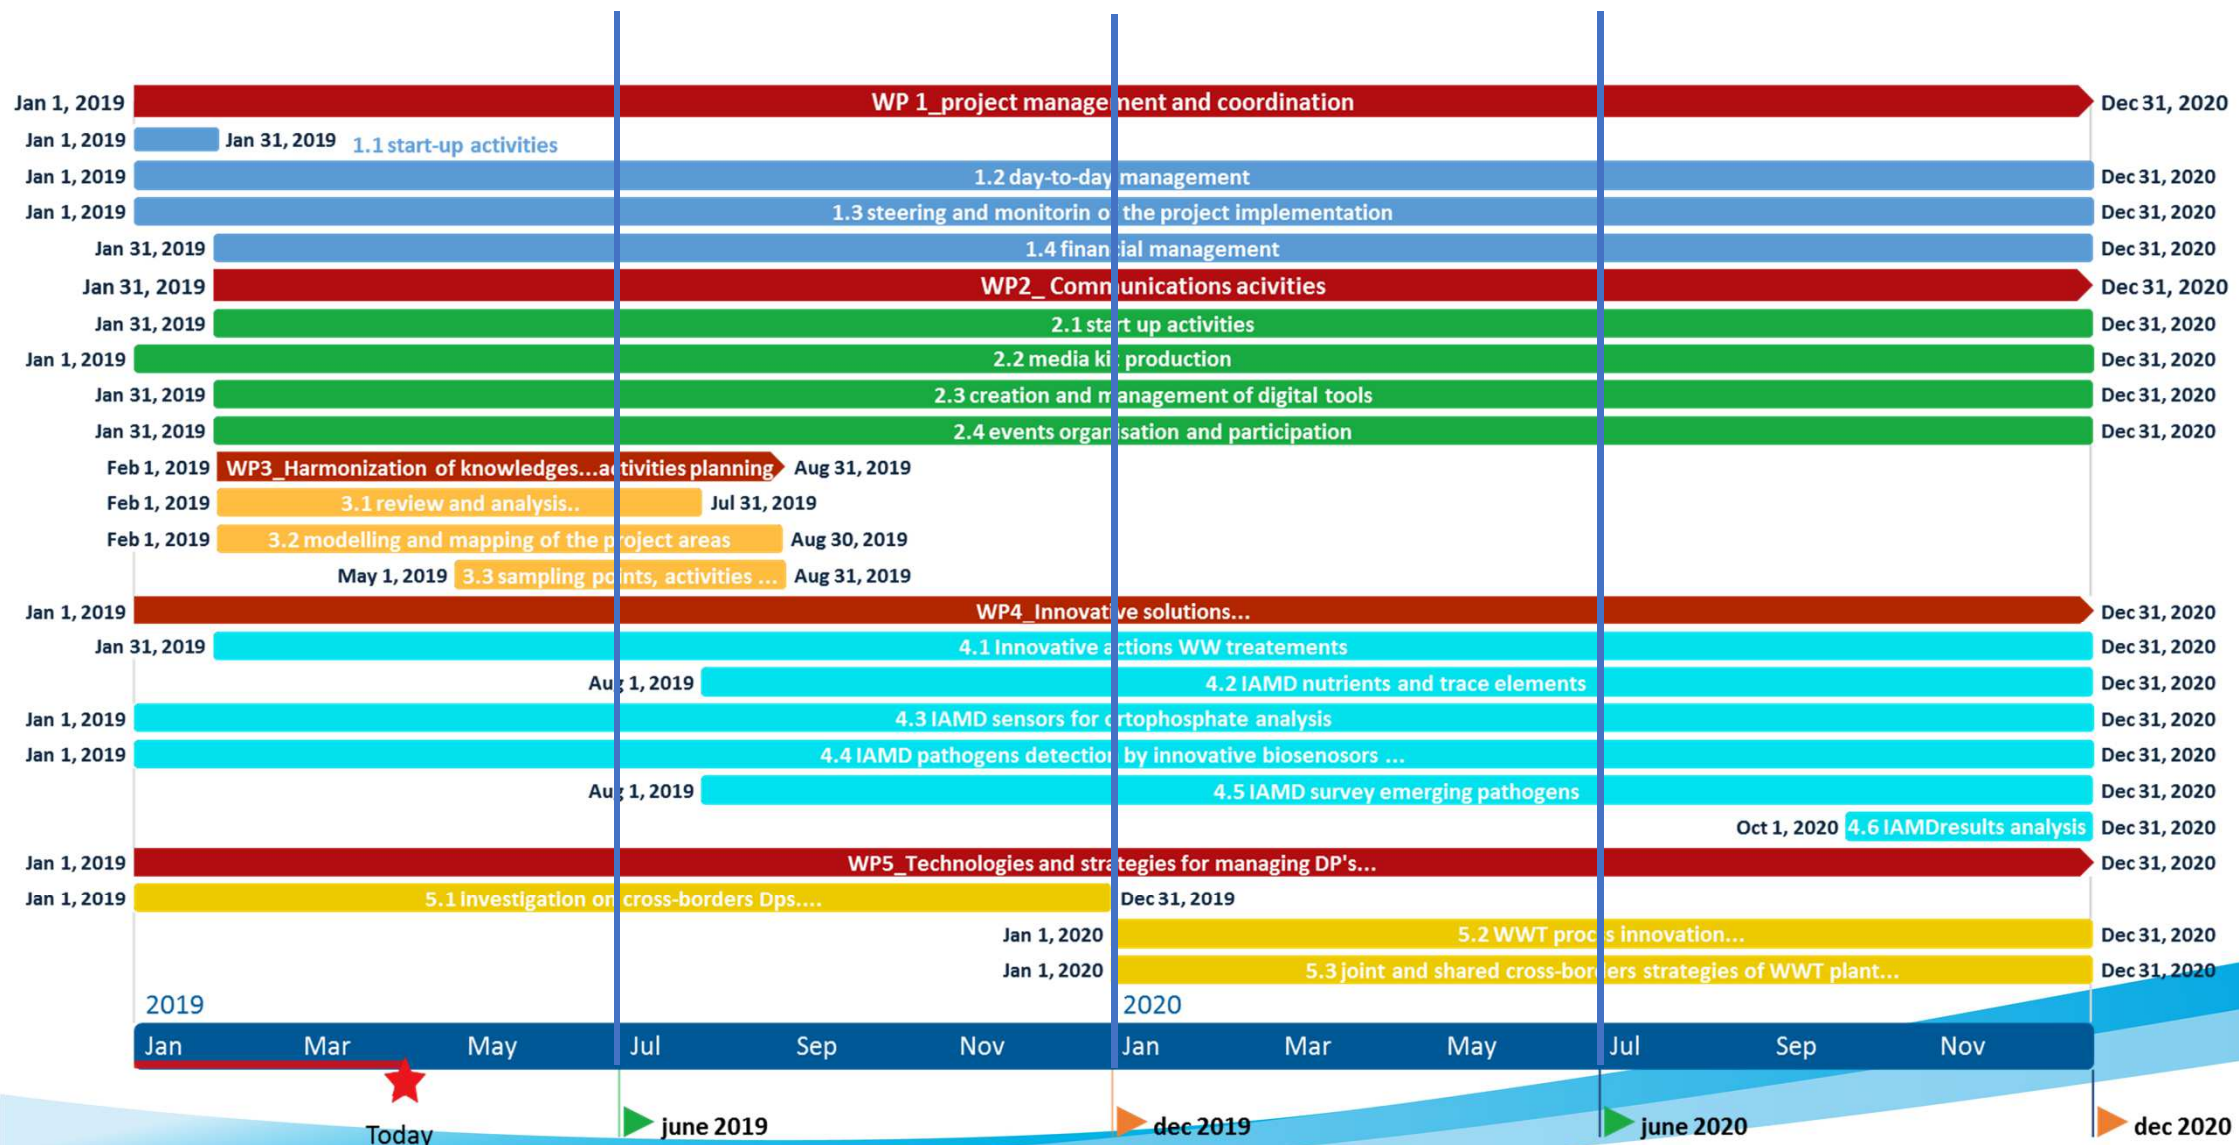 Jan 1, 2019 WP 1_project management and coordination Dec 31, 2020
Jan 1, 2019 Jan 31, 2019 1.1 start-up activities
Jan 1, 2019 1.2 day-to-day management Dec 31, 2020
Jan 1, 2019 1.3 steering and monitorin of the project implementation Dec 31, 2020
Jan 31, 2019 1.4 financial management Dec 31, 2020
Jan 31, 2019 WP2_ Communications acivities Dec 31, 2020
Jan 31, 2019 2.1 start up activities Dec 31, 2020
Jan 1, 2019 2.2 media kit production Dec 31, 2020
Jan 31, 2019 2.3 creation and management of digital tools Dec 31, 2020
Jan 31, 2019 2.4 events organisation and participation Dec 31, 2020
Feb 1, 2019 WP3_Harmonization of knowledges...activities planning Aug 31, 2019
Feb 1, 2019 3.1 review and analysis.. Jul 31, 2019
Feb 1, 2019 3.2 modelling and mapping of the project areas Aug 30, 2019
May 1, 2019 3.3 sampling points, activities ... Aug 31, 2019
Jan 1, 2019 WP4_Innovative solutions... Dec 31, 2020
Jan 31, 2019 4.1 Innovative actions WW treatements Dec 31, 2020
Aug 1, 2019 4.2 IAMD nutrients and trace elements Dec 31, 2020
Jan 1, 2019 4.3 IAMD sensors for ortophosphate analysis Dec 31, 2020
Jan 1, 2019 4.4 IAMD pathogens detection by innovative biosenosors ... Dec 31, 2020
Aug 1, 2019 4.5 IAMD survey emerging pathogens Dec 31, 2020
Oct 1, 2020 4.6 IAMDresults analysis Dec 31, 2020
Jan 1, 2019 WP5_Technologies and strategies for managing DP's... Dec 31, 2020
Jan 1, 2019 5.1 Investigation on cross-borders Dps.... Dec 31, 2019
Jan 1, 2020 5.2 WWT procss innovation... Dec 31, 2020
Jan 1, 2020 5.3 joint and shared cross-borders strategies of WWT plant... Dec 31, 2020
2019 2020
Jan Mar May Jul Sep Nov Jan Mar May Jul Sep Nov
Today june 2019 dec 2019 june 2020 dec 2020